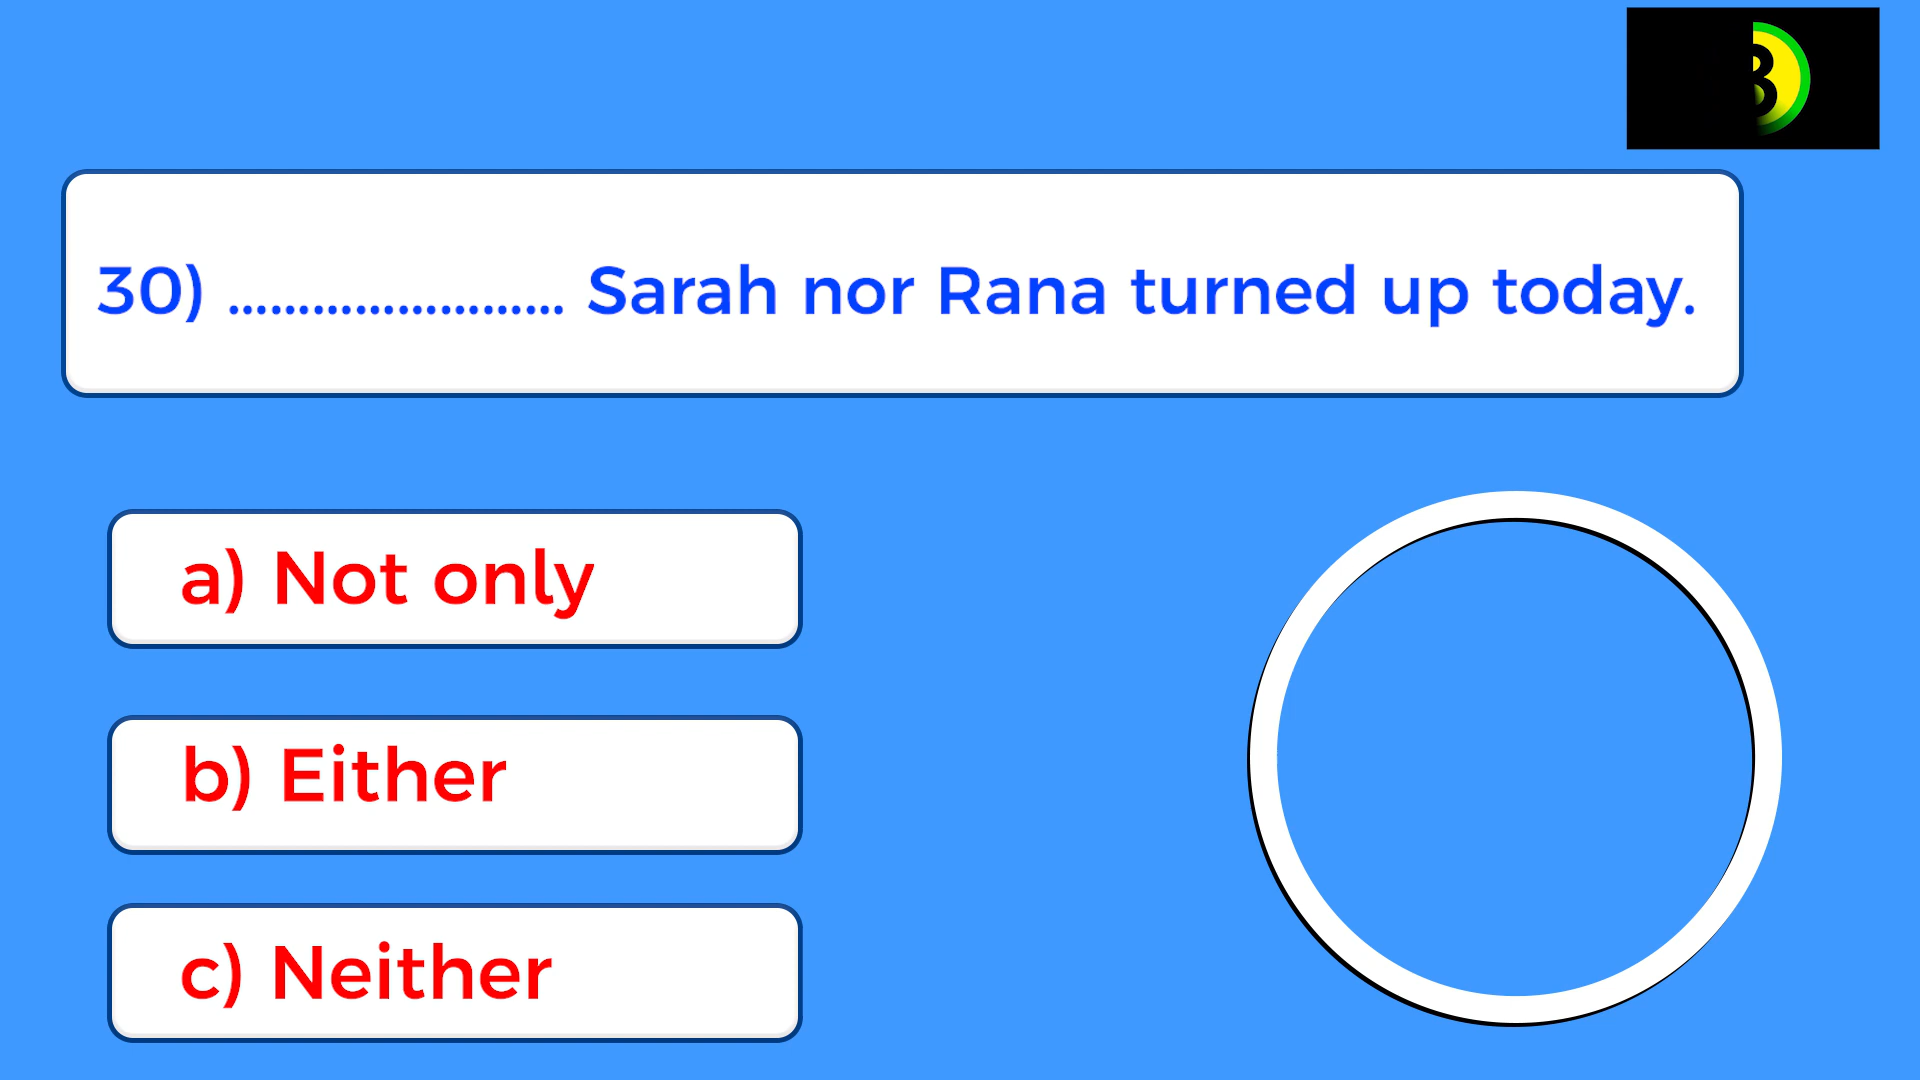 30) ........................ Sarah nor Rana turned up today.
a) Not only
b) Either
c) Neither